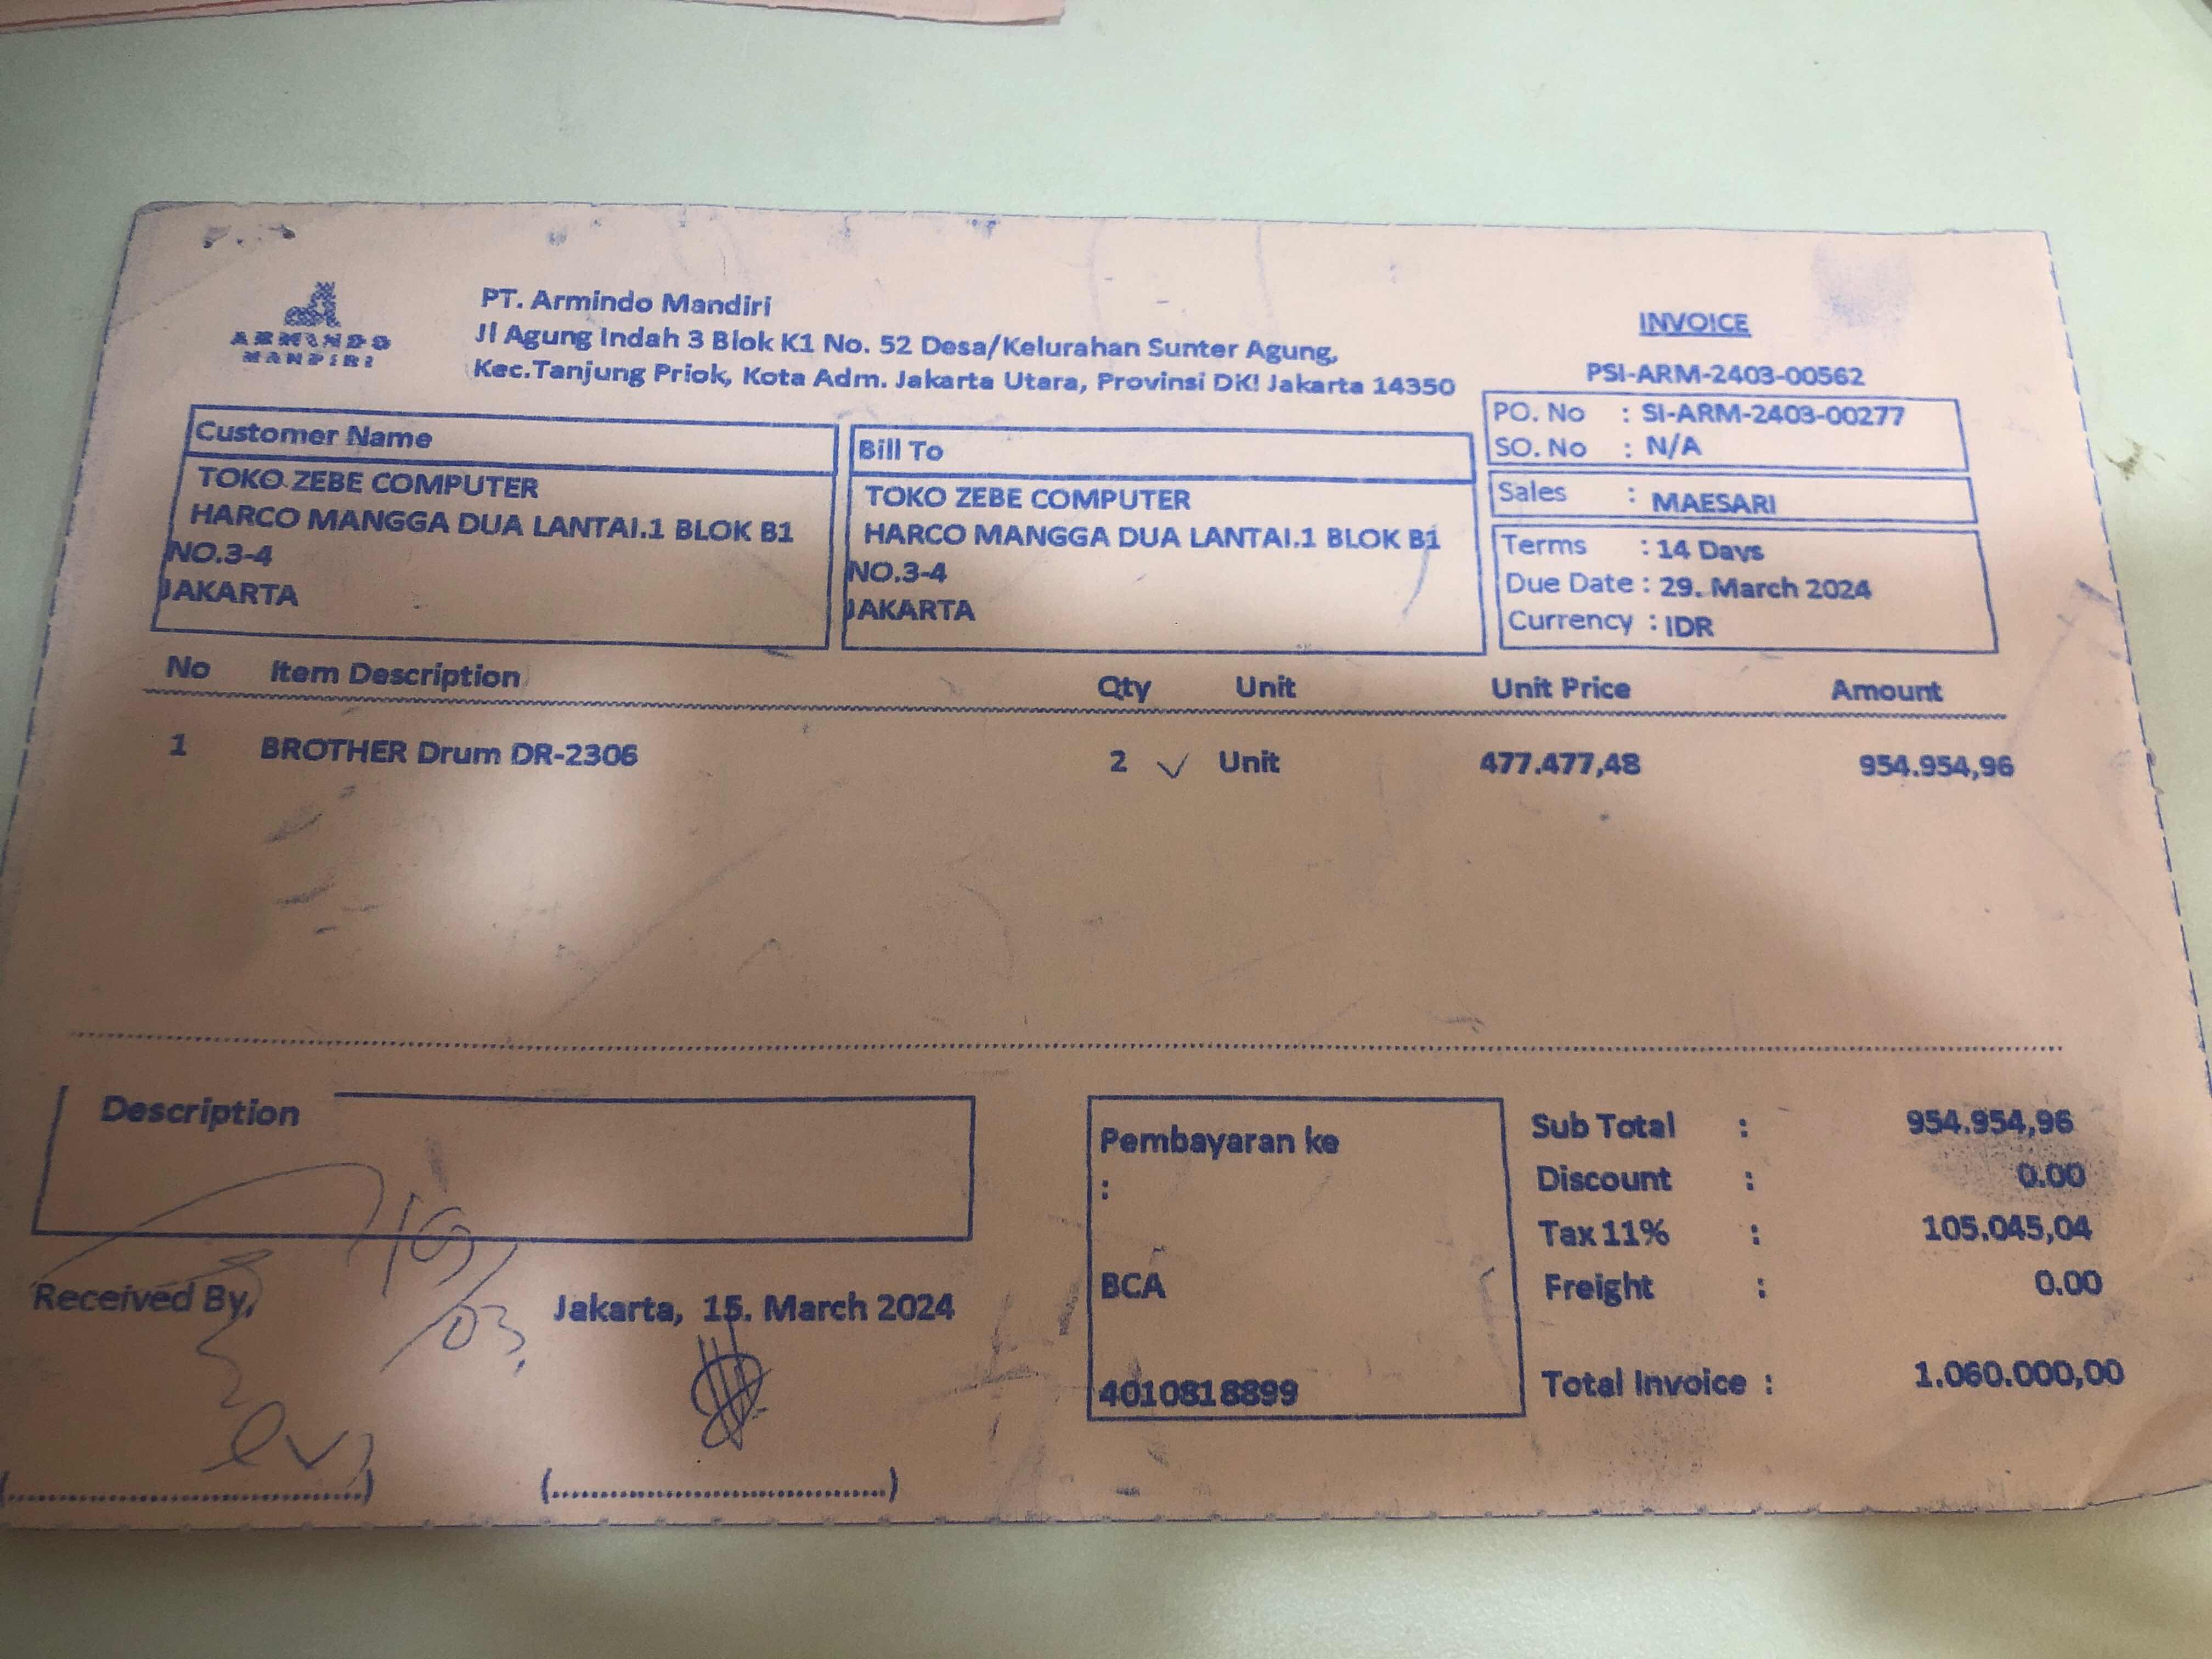 ARMINDO
MANDIRI
PT. Armindo Mandiri
Jl Agung Indah 3 Blok K1 No. 52 Desa/Kelurahan Sunter Agung,
Kec.Tanjung Priok, Kota Adm. Jakarta Utara, Provinsi DKI Jakarta 14350
INVOICE
PSI-ARM-2403-00562
PO. No : SI-ARM-2403-00277
SO. No : N/A
Sales : MAESARI
Terms : 14 Days
Due Date : 29. March 2024
Currency : IDR
Customer Name
TOKO ZEBE COMPUTER
HARCO MANGGA DUA LANTAI.1 BLOK B1
NO.3-4
JAKARTA
Bill To
TOKO ZEBE COMPUTER
HARCO MANGGA DUA LANTAI.1 BLOK B1
NO.3-4
JAKARTA
No Item Description Qty Unit Unit Price Amount
1 BROTHER Drum DR-2306 2 Unit 477.477,48 954.954,96
Description
Received By,
Jakarta, 15. March 2024
(..............................)
(..............................)
Pembayaran ke
:
BCA
4010818899
Sub Total : 954.954,96
Discount : 0.00
Tax 11% : 105.045,04
Freight : 0.00
Total Invoice : 1.060.000,00